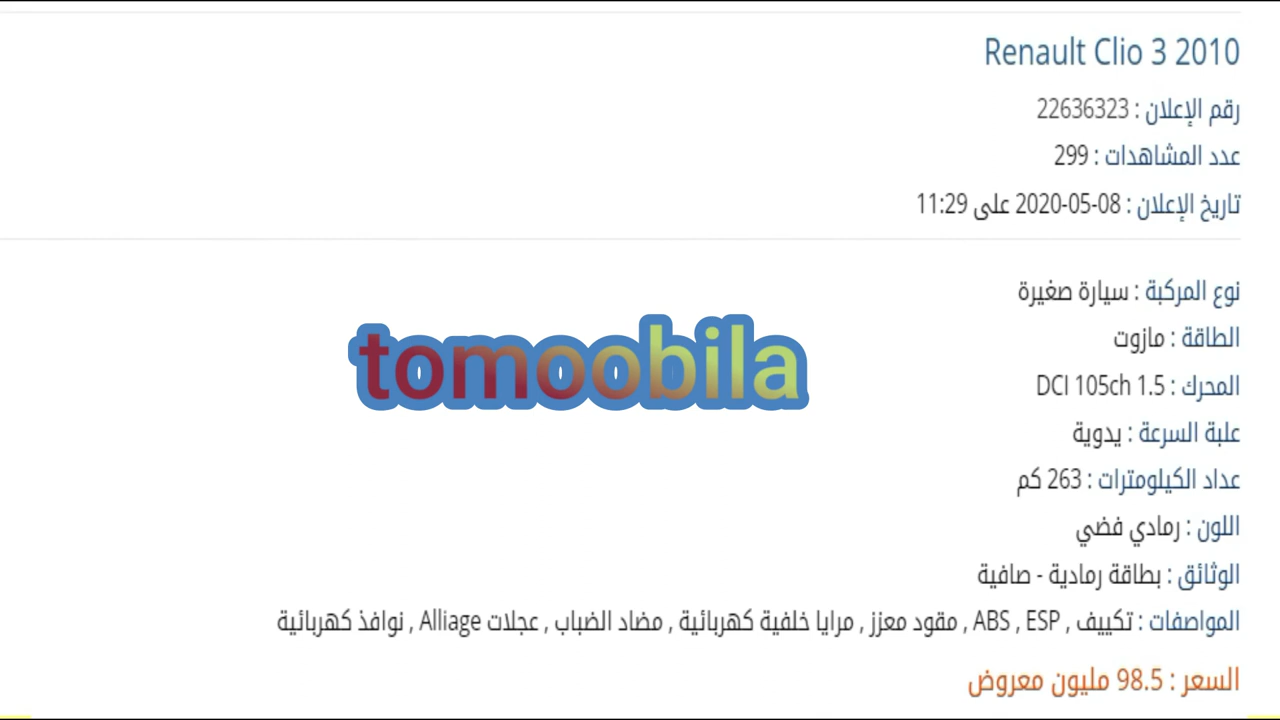 Renault Clio 3 2010
رقم الإعلان : 22636323
عدد المشاهدات : 299
تاريخ الإعلان : 08-05-2020 على 11:29
نوع المركبة : سيارة صغيرة
الطاقة : مازوت
المحرك : 1.5 DCI 105ch
علبة السرعة : يدوية
عداد الكيلومترات : 263 كم
اللون : رمادي فضي
الوثائق : بطاقة رمادية - صافية
المواصفات : تكييف , ABS , ESP , مقود معزز , مرايا خلفية كهربائية , مضاد الضباب , عجلات Alliage , نوافذ كهربائية
السعر : 98.5 مليون معروض
tomoobila